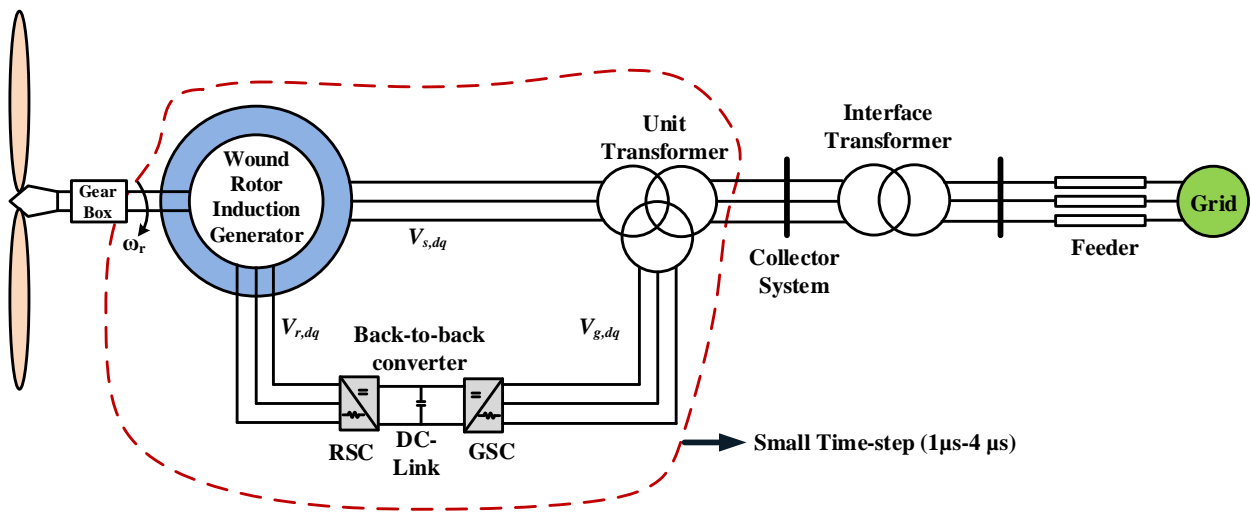 Gear
Box
ωr
Wound
Rotor
Induction
Generator
Vs,dq
Vr,dq
Back-to-back
converter
RSC
DC-
Link
GSC
Vg,dq
Unit
Transformer
Interface
Transformer
Collector
System
Feeder
Grid
Small Time-step (1μs-4 μs)